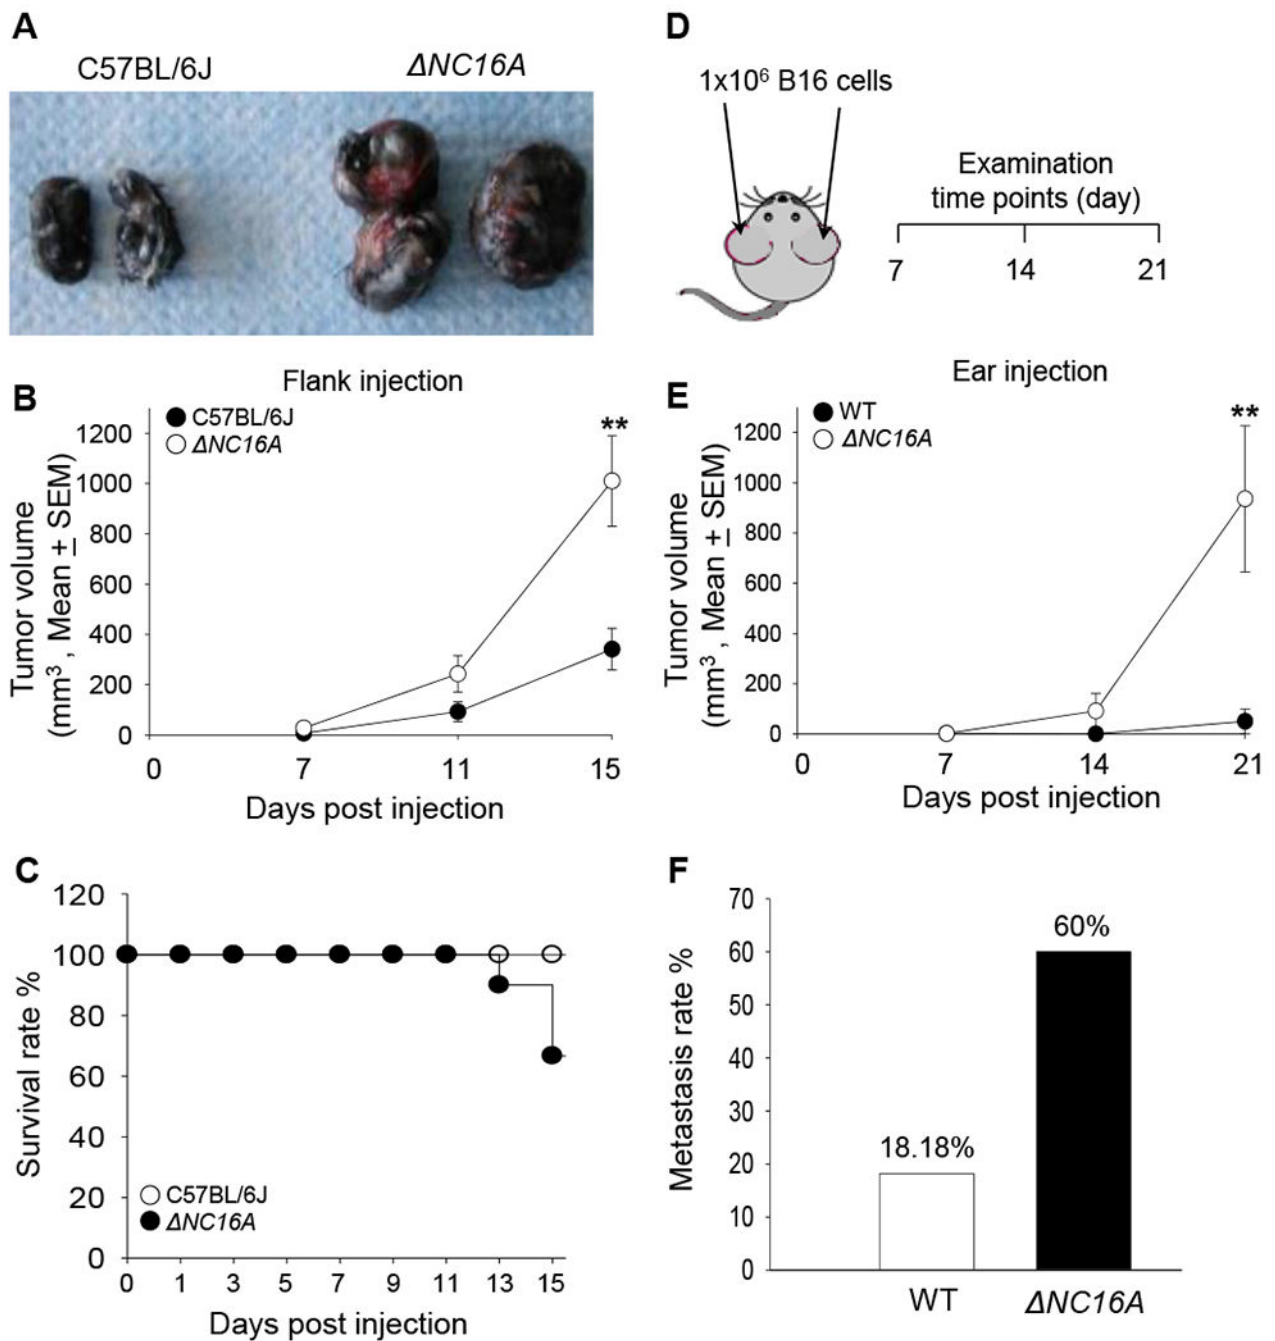 A
C57BL/6J
ΔNC16A
B
Flank injection
C57BL/6J
ΔNC16A
**
Tumor volume
(mm³ , Mean ± SEM)
1200
1000
800
600
400
200
0
0 7 11 15
Days post injection
C
Survival rate %
120
100
80
60
40
20
0
C57BL/6J
ΔNC16A
0 1 3 5 7 9 11 13 15
Days post injection
D
1x10⁶ B16 cells
Examination
time points (day)
7 14 21
E
Ear injection
WT
ΔNC16A
**
Tumor volume
(mm³ , Mean ± SEM)
1200
1000
800
600
400
200
0
0 7 14 21
Days post injection
F
Metastasis rate %
70
60
50
40
30
20
10
0
18.18%
60%
WT ΔNC16A